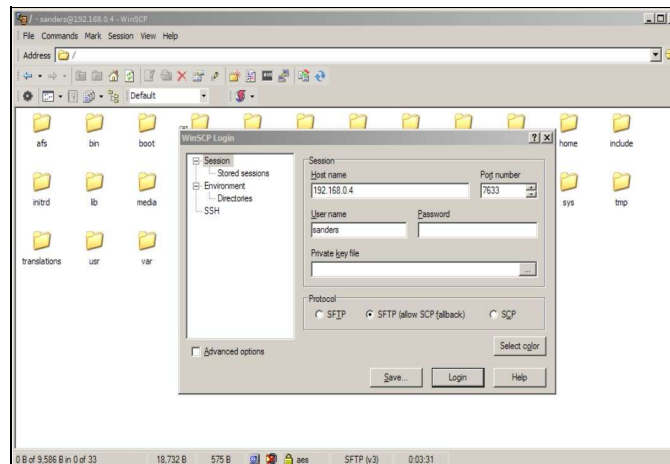 / - sanders@192.168.0.4 - WinSCP
File Commands Mark Session View Help
Address /
Default
afs bin boot home include
WinSCP Login
Session
Stored sessions
Environment
Directories
SSH
Session
Host name Port number
192.168.0.4 7633
User name Password
sanders
Private key file
...
Protocol
SFTP SFTP (allow SCP fallback) SCP
Advanced options
Select color
Save... Login Help
initrd lib media sys tmp
translations usr var
0 B of 9,586 B in 0 of 33 18,732 B 575 B aes SFTP (v3) 0:03:31